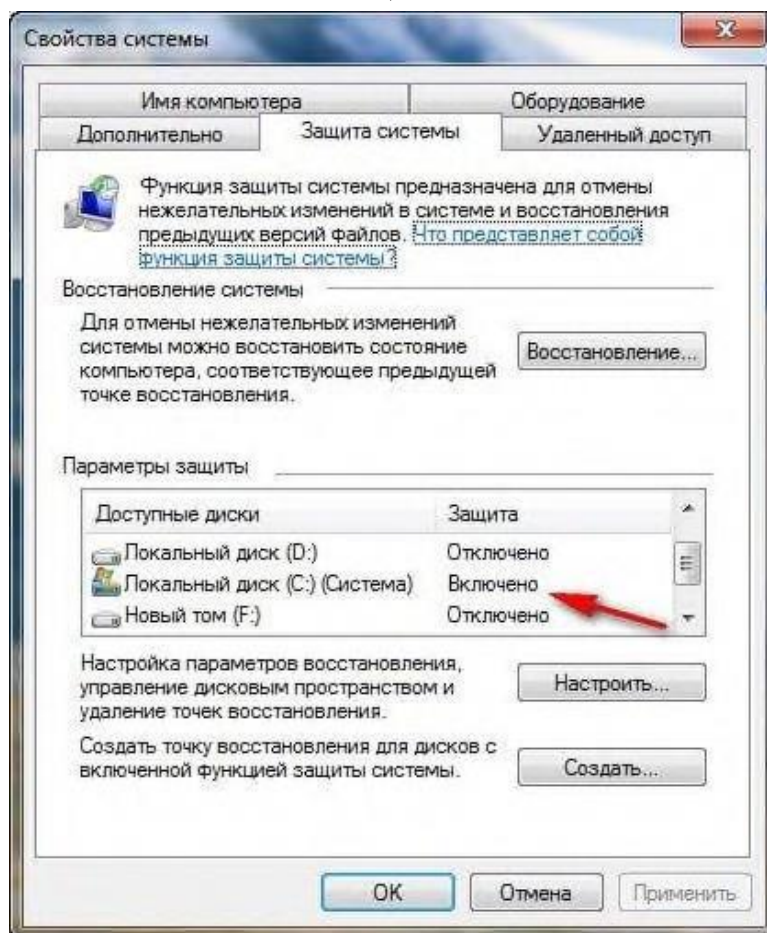 Свойства системы
Имя компьютера
Оборудование
Дополнительно
Защита системы
Удаленный доступ
Функция защиты системы предназначена для отмены
нежелательных изменений в системе и восстановления
предыдущих версий файлов. Что представляет собой
функция защиты системы?
Восстановление системы
Для отмены нежелательных изменений
системы можно восстановить состояние
компьютера, соответствующее предыдущей
точке восстановления.
Восстановление...
Параметры защиты
Доступные диски Защита
Локальный диск (D:) Отключено
Локальный диск (C:) (Система) Включено
Новый том (F:) Отключено
Настройка параметров восстановления,
управление дисковым пространством и
удаление точек восстановления.
Настроить...
Создать точку восстановления для дисков с
включенной функцией защиты системы.
Создать...
OK
Отмена
Применить